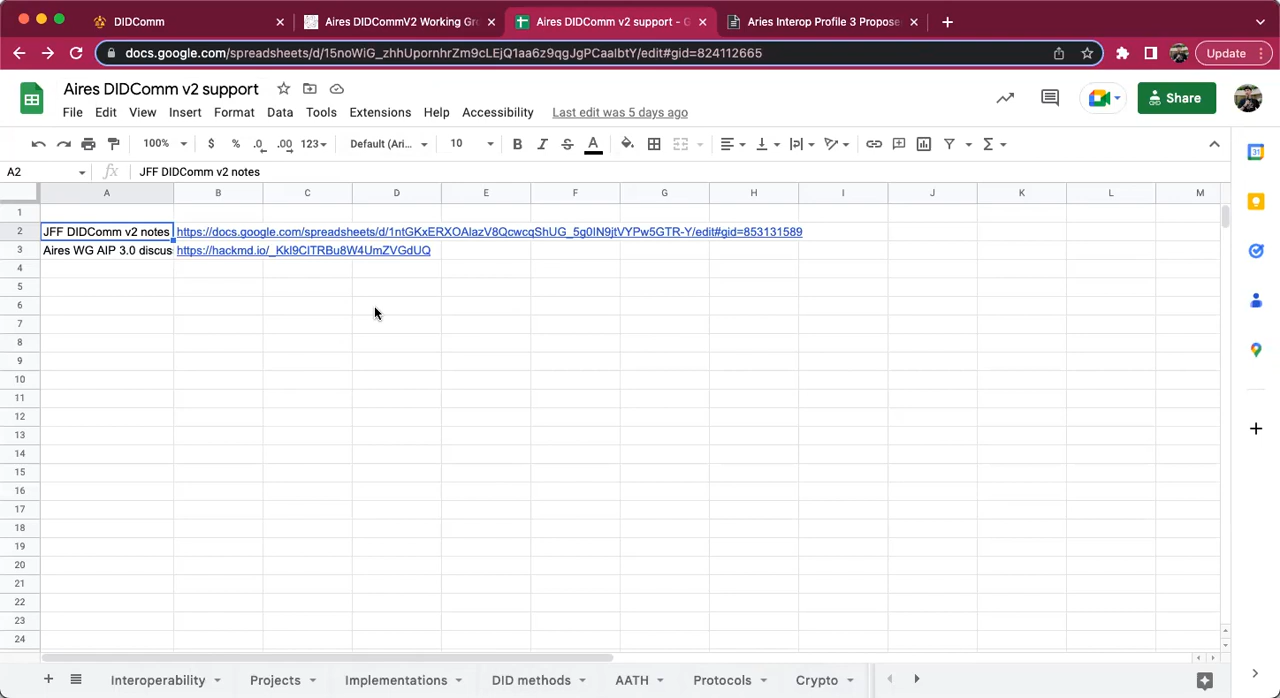 DIDComm
Aires DIDCommV2 Working Gr
Aires DIDComm v2 support - G
Aries Interop Profile 3 Propose
docs.google.com/spreadsheets/d/15noWiG_zhhUpornhrZm9cLEjQ1aa6z9qgJgPCaalbtY/edit#gid=824112665
Update
Aires DIDComm v2 support
File Edit View Insert Format Data Tools Extensions Help Accessibility Last edit was 5 days ago
Share
100% $ % .0 .00 123 Default (Ari... 10 B I S A
A2 fx JFF DIDComm v2 notes
A B C D E F G H I J K L M
1
2 JFF DIDComm v2 notes https://docs.google.com/spreadsheets/d/1ntGKxERXOAlazV8QcwcqShUG_5g0IN9jtVYPw5GTR-Y/edit#gid=853131589
3 Aires WG AIP 3.0 discus https://hackmd.io/_Kkl9ClTRBu8W4UmZVGdUQ
4
5
6
7
8
9
10
11
12
13
14
15
16
17
18
19
20
21
22
23
24
Interoperability Projects Implementations DID methods AATH Protocols Crypto